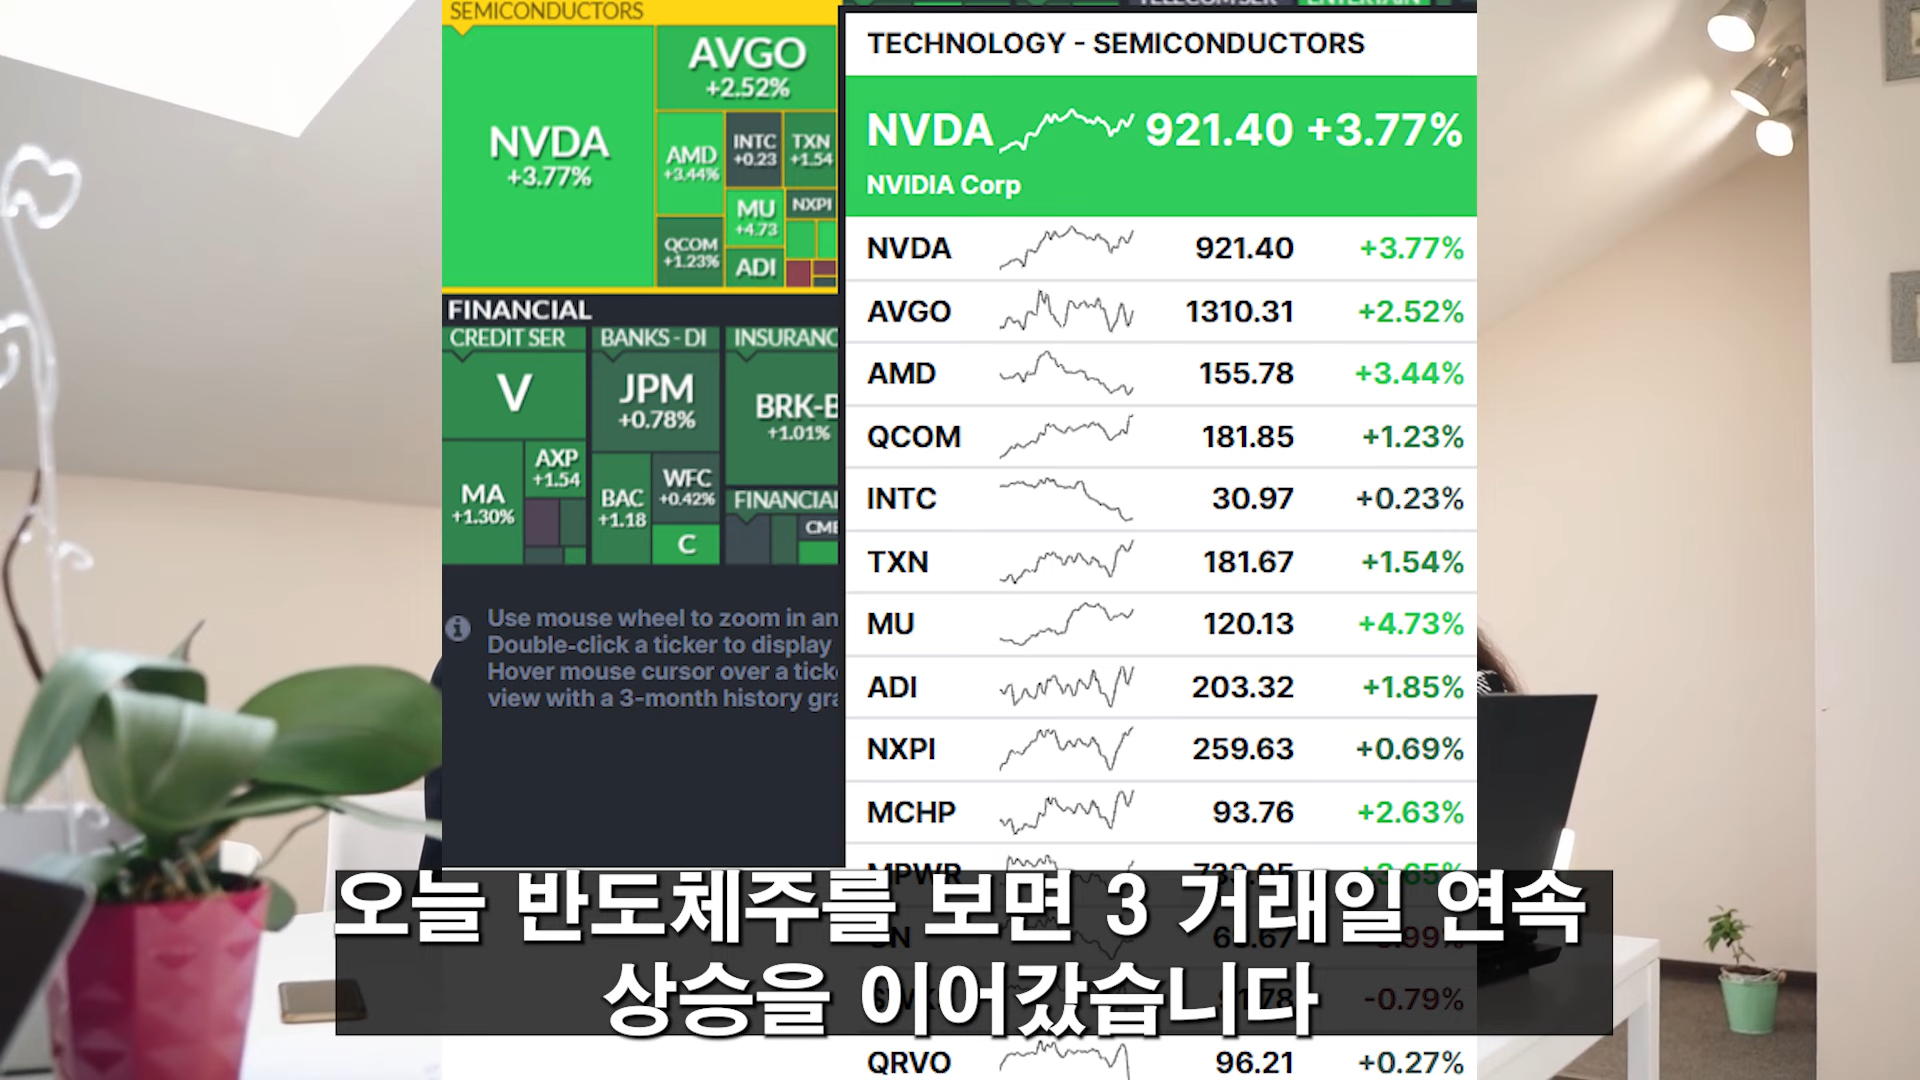 SEMICONDUCTORS
NVDA
+3.77%
AVGO
+2.52%
AMD
+3.44%
INTC
+0.23
TXN
+1.54
MU
+4.73
NXPI
QCOM
+1.23%
ADI
FINANCIAL
CREDIT SER
BANKS - DI
INSURANC
V
JPM
+0.78%
BRK-B
+1.01%
MA
+1.30%
AXP
+1.54
BAC
+1.18
WFC
+0.42%
C
FINANCIAL
CME
Use mouse wheel to zoom in an
Double-click a ticker to display
Hover mouse cursor over a ticke
view with a 3-month history gra
TECHNOLOGY - SEMICONDUCTORS
NVDA 921.40 +3.77%
NVIDIA Corp
NVDA 921.40 +3.77%
AVGO 1310.31 +2.52%
AMD 155.78 +3.44%
QCOM 181.85 +1.23%
INTC 30.97 +0.23%
TXN 181.67 +1.54%
MU 120.13 +4.73%
ADI 203.32 +1.85%
NXPI 259.63 +0.69%
MCHP 93.76 +2.63%
MPWR
-0.79%
QRVO 96.21 +0.27%
오늘 반도체주를 보면 3 거래일 연속
상승을 이어갔습니다